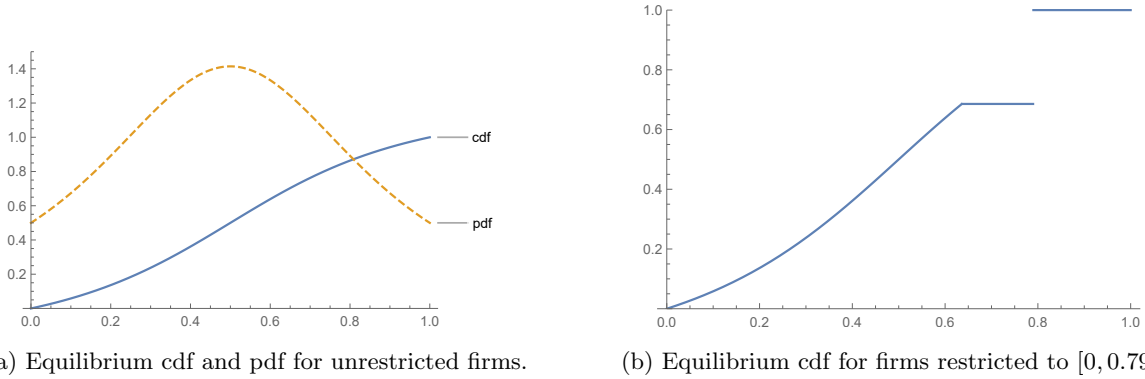 1.4
1.2
1.0
0.8
0.6
0.4
0.2
0.0 0.2 0.4 0.6 0.8 1.0
cdf
pdf
a) Equilibrium cdf and pdf for unrestricted firms.
1.0
0.8
0.6
0.4
0.2
0.0 0.2 0.4 0.6 0.8 1.0
(b) Equilibrium cdf for firms restricted to [0, 0.79